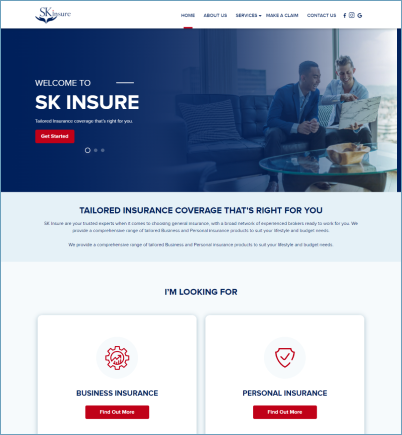 SK Insure
HOME ABOUT US SERVICES MAKE A CLAIM CONTACT US
WELCOME TO
SK INSURE
Tailored insurance coverage that's right for you.
Get Started
TAILORED INSURANCE COVERAGE THAT'S RIGHT FOR YOU
SK Insure are your trusted experts when it comes to choosing general insurance, with a broad network of experienced brokers ready to work for you. We
provide a comprehensive range of tailored Business and Personal insurance products to suit your lifestyle and budget needs.
We provide a comprehensive range of tailored Business and Personal insurance products to suit your lifestyle and budget needs.
I'M LOOKING FOR
BUSINESS INSURANCE
Find Out More
PERSONAL INSURANCE
Find Out More